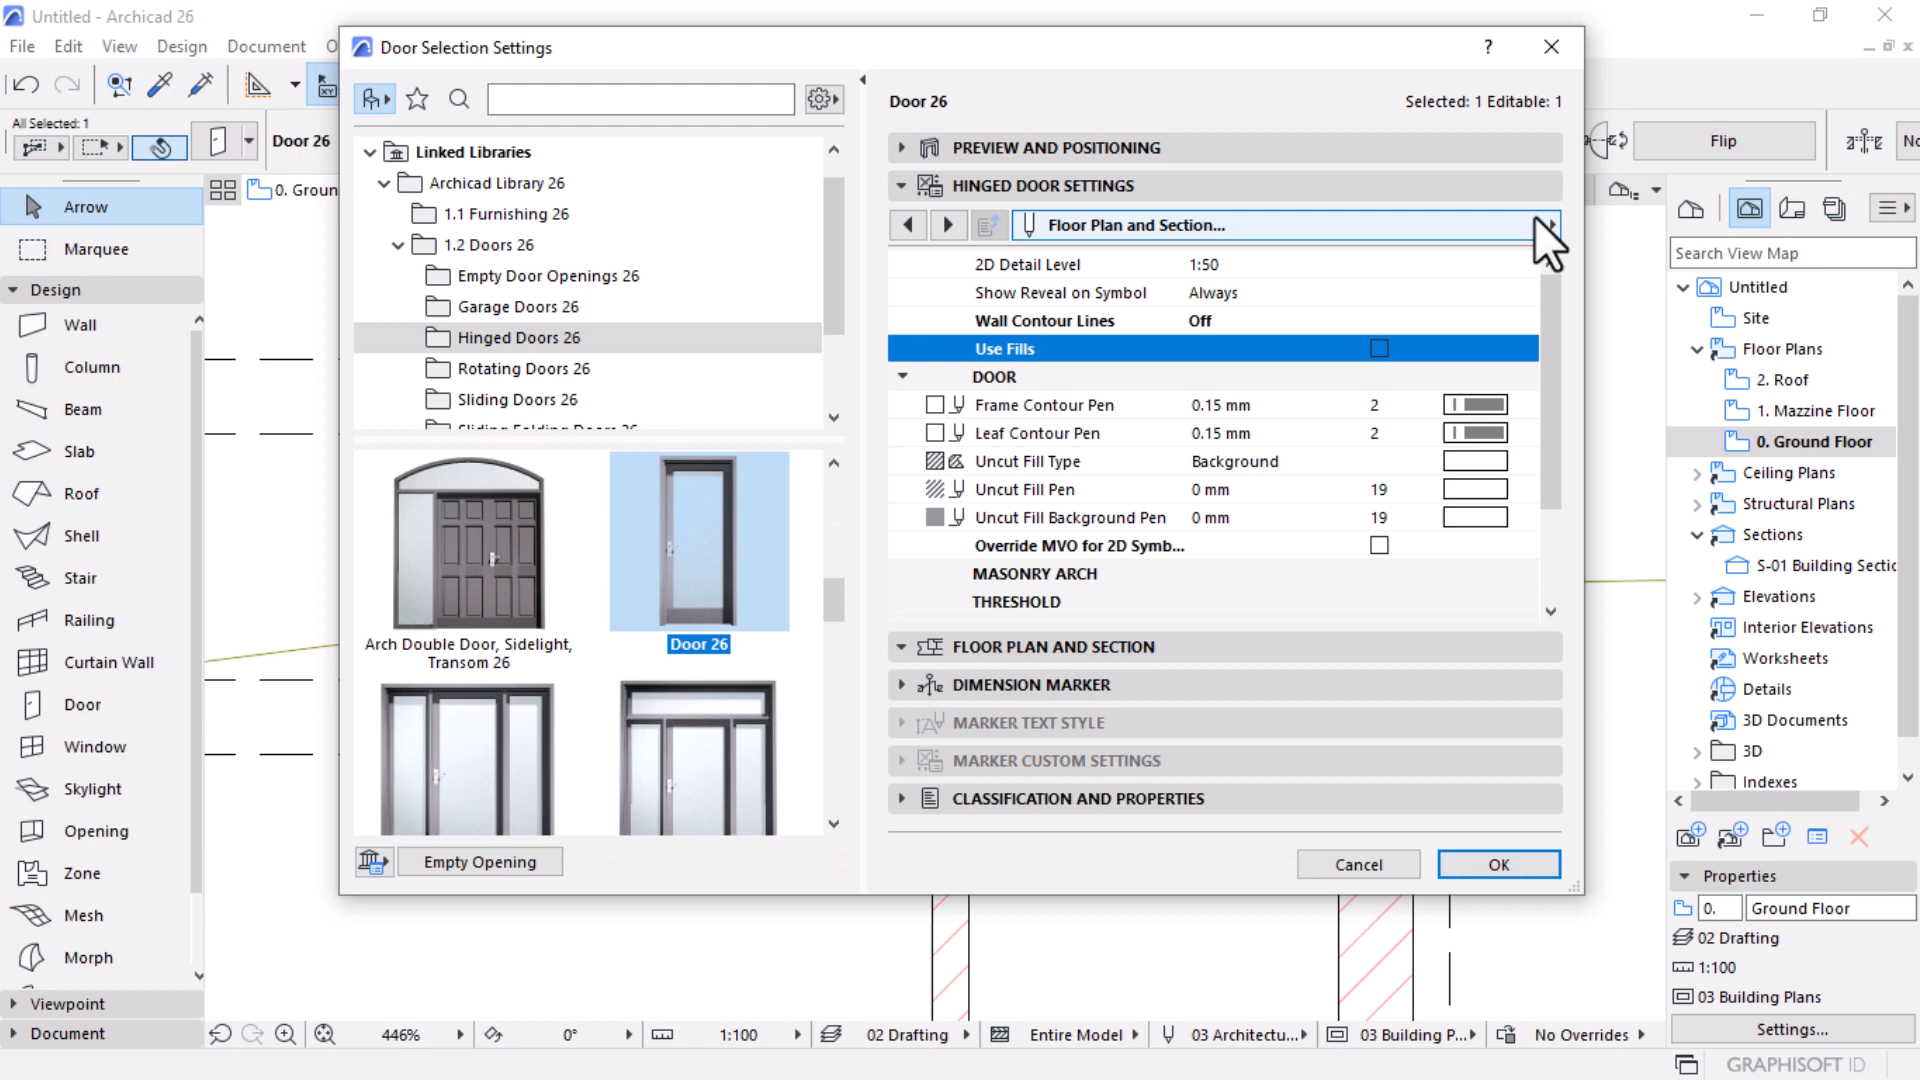 Untitled - Archicad 26
File Edit View Design Document O
All Selected: 1
Door 26
Arrow
Marquee
Design
Wall
Column
Beam
Slab
Roof
Shell
Stair
Railing
Curtain Wall
Door
Window
Skylight
Opening
Zone
Mesh
Morph
Viewpoint
Document
0. Groun
Door Selection Settings
?
Linked Libraries
Archicad Library 26
1.1 Furnishing 26
1.2 Doors 26
Empty Door Openings 26
Garage Doors 26
Hinged Doors 26
Rotating Doors 26
Sliding Doors 26
Sliding Folding Doors 26
Arch Double Door, Sidelight,
Transom 26
Door 26
Empty Opening
Door 26
Selected: 1 Editable: 1
PREVIEW AND POSITIONING
HINGED DOOR SETTINGS
Floor Plan and Section...
2D Detail Level 1:50
Show Reveal on Symbol Always
Wall Contour Lines Off
Use Fills
DOOR
Frame Contour Pen 0.15 mm 2
Leaf Contour Pen 0.15 mm 2
Uncut Fill Type Background
Uncut Fill Pen 0 mm 19
Uncut Fill Background Pen 0 mm 19
Override MVO for 2D Symb...
MASONRY ARCH
THRESHOLD
FLOOR PLAN AND SECTION
DIMENSION MARKER
MARKER TEXT STYLE
MARKER CUSTOM SETTINGS
CLASSIFICATION AND PROPERTIES
Cancel
OK
Flip
No
Search View Map
Untitled
Site
Floor Plans
2. Roof
1. Mazzine Floor
0. Ground Floor
Ceiling Plans
Structural Plans
Sections
S-01 Building Sectio
Elevations
Interior Elevations
Worksheets
Details
3D Documents
3D
Indexes
Properties
0. Ground Floor
02 Drafting
1:100
03 Building Plans
Settings...
446% 0° 1:100 02 Drafting Entire Model 03 Architectu... 03 Building P... No Overrides
GRAPHISOFT ID